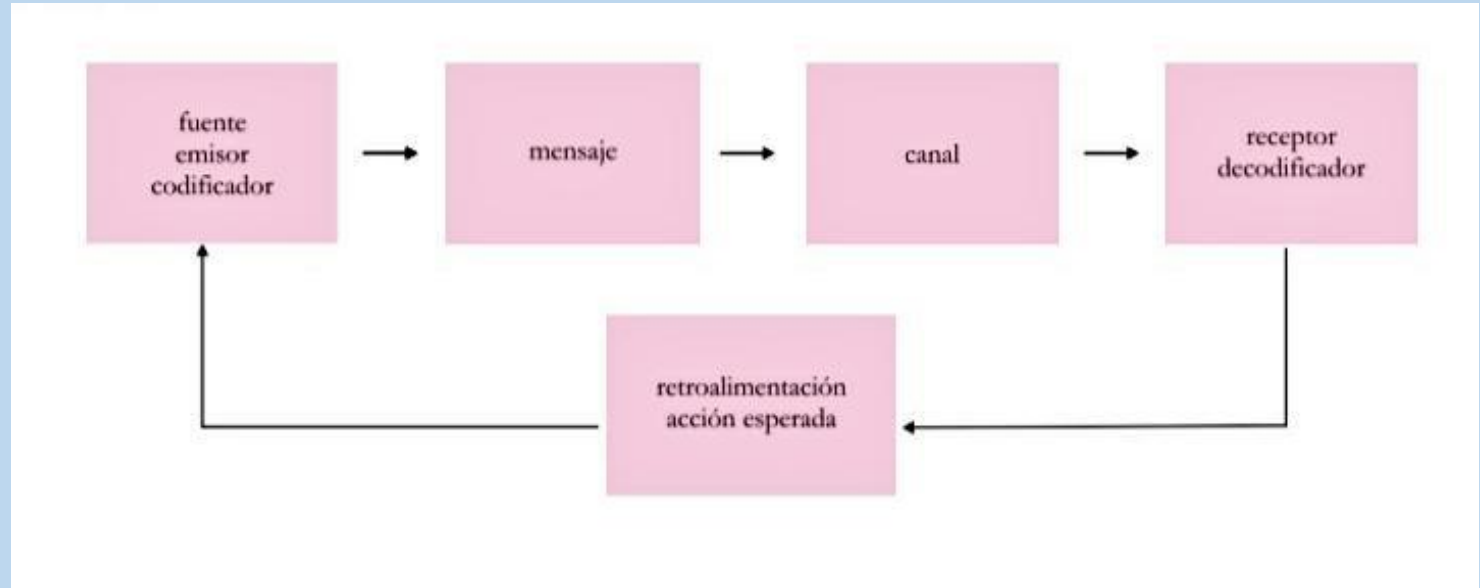 fuente
emisor
codificador
mensaje
canal
receptor
decodificador
retroalimentación
acción esperada